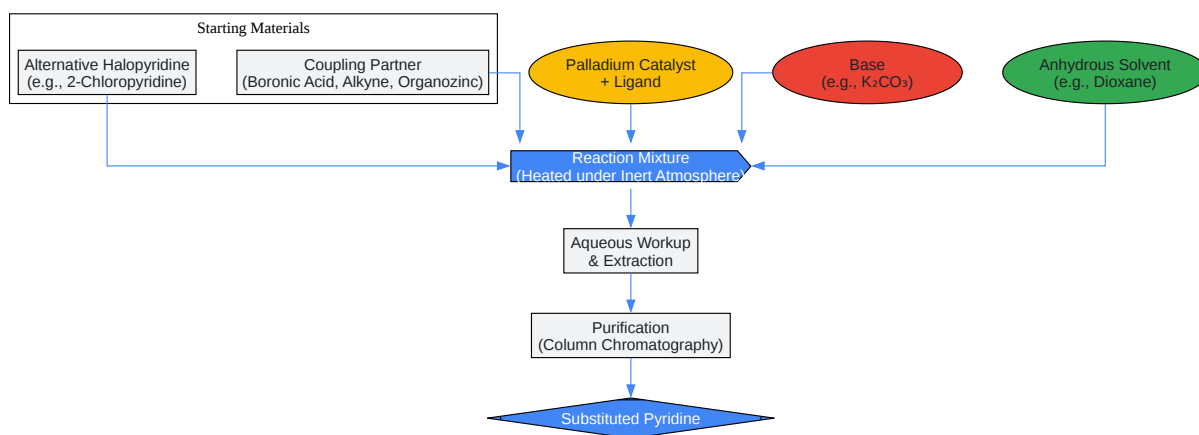 Starting Materials
Alternative Halopyridine
(e.g., 2-Chloropyridine)
Coupling Partner
(Boronic Acid, Alkyne, Organozinc)
Palladium Catalyst
+ Ligand
Base
(e.g., K₂CO₃)
Anhydrous Solvent
(e.g., Dioxane)
Reaction Mixture
(Heated under Inert Atmosphere)
Aqueous Workup
& Extraction
Purification
(Column Chromatography)
Substituted Pyridine